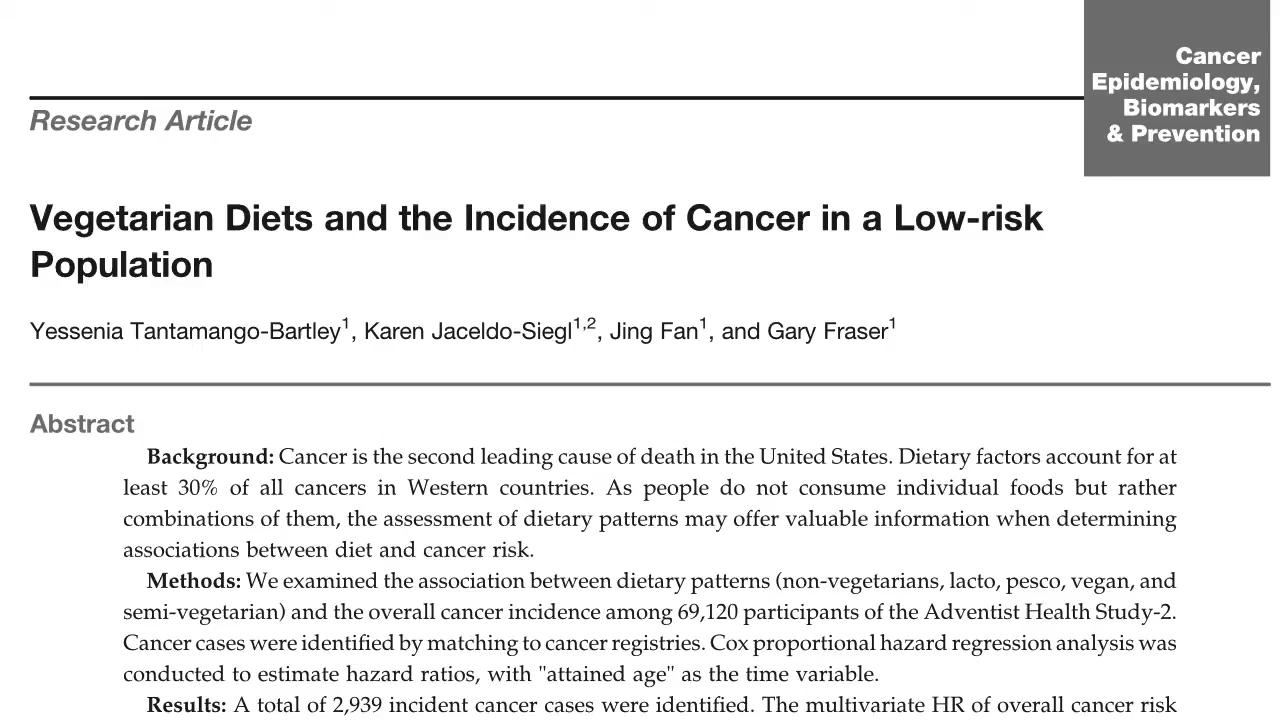 Cancer
Epidemiology,
Biomarkers
& Prevention
Research Article
Vegetarian Diets and the Incidence of Cancer in a Low-risk
Population
Yessenia Tantamango-Bartley1, Karen Jaceldo-Siegl1,2, Jing Fan1, and Gary Fraser1
Abstract
Background: Cancer is the second leading cause of death in the United States. Dietary factors account for at
least 30% of all cancers in Western countries. As people do not consume individual foods but rather
combinations of them, the assessment of dietary patterns may offer valuable information when determining
associations between diet and cancer risk.
Methods: We examined the association between dietary patterns (non-vegetarians, lacto, pesco, vegan, and
semi-vegetarian) and the overall cancer incidence among 69,120 participants of the Adventist Health Study-2.
Cancer cases were identified by matching to cancer registries. Cox proportional hazard regression analysis was
conducted to estimate hazard ratios, with "attained age" as the time variable.
Results: A total of 2,939 incident cancer cases were identified. The multivariate HR of overall cancer risk